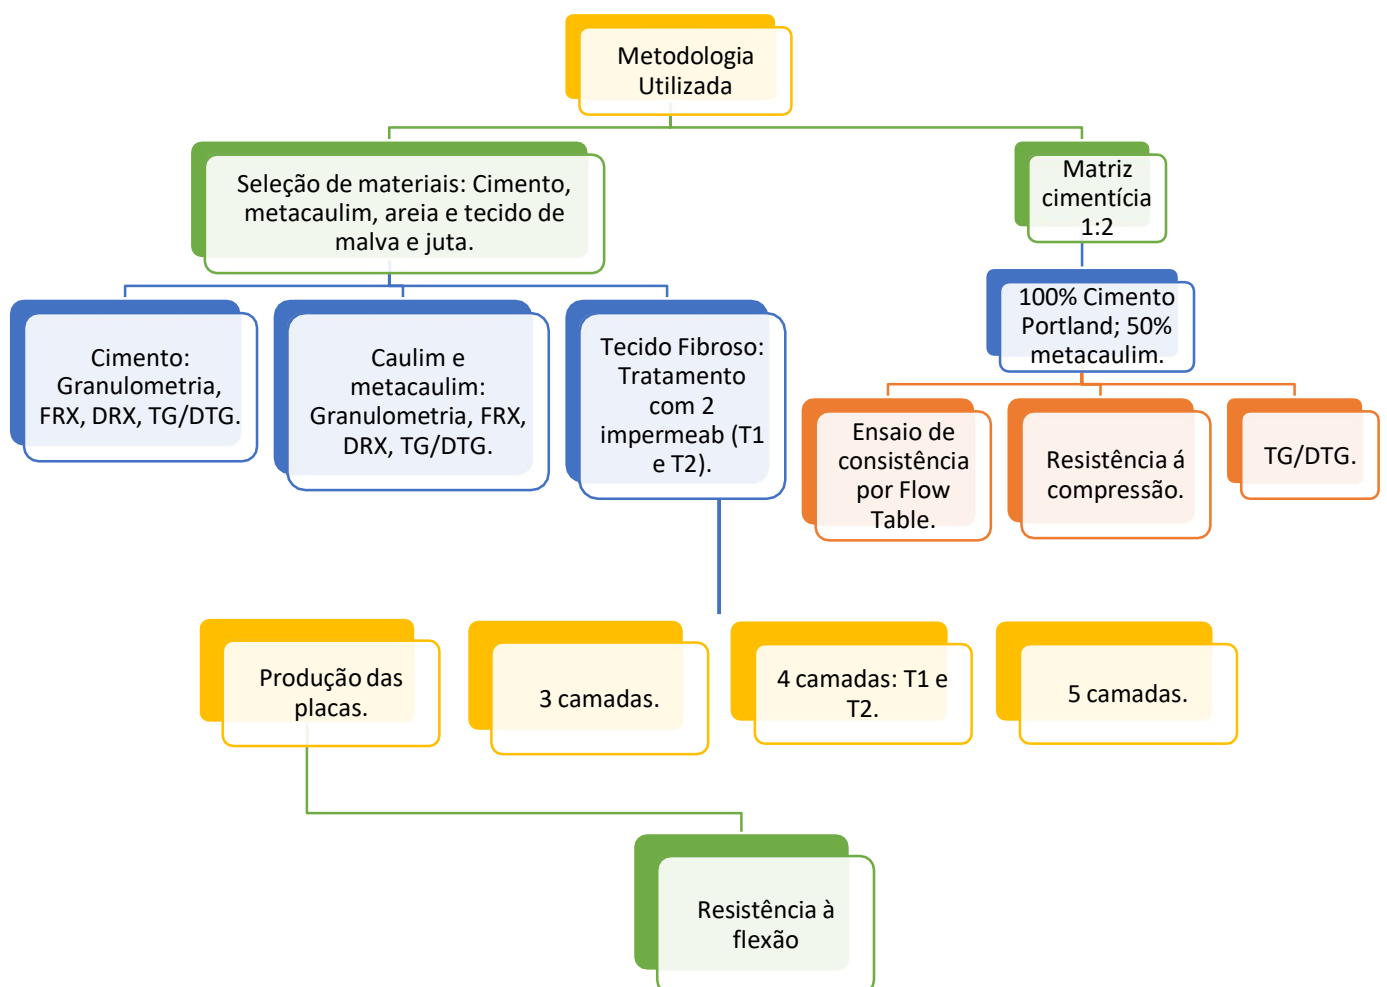 Metodologia
Utilizada
Seleção de materiais: Cimento,
metacaulim, areia e tecido de
malva e juta.
Matriz
cimentícia
1:2
Cimento:
Granulometria,
FRX, DRX, TG/DTG.
Caulim e
metacaulim:
Granulometria, FRX,
DRX, TG/DTG.
Tecido Fibroso:
Tratamento
com 2
impermeab (T1
e T2).
100% Cimento
Portland; 50%
metacaulim.
Ensaio de
consistência
por Flow
Table.
Resistência á
compressão.
TG/DTG.
Produção das
placas.
3 camadas.
4 camadas: T1 e
T2.
5 camadas.
Resistência à
flexão